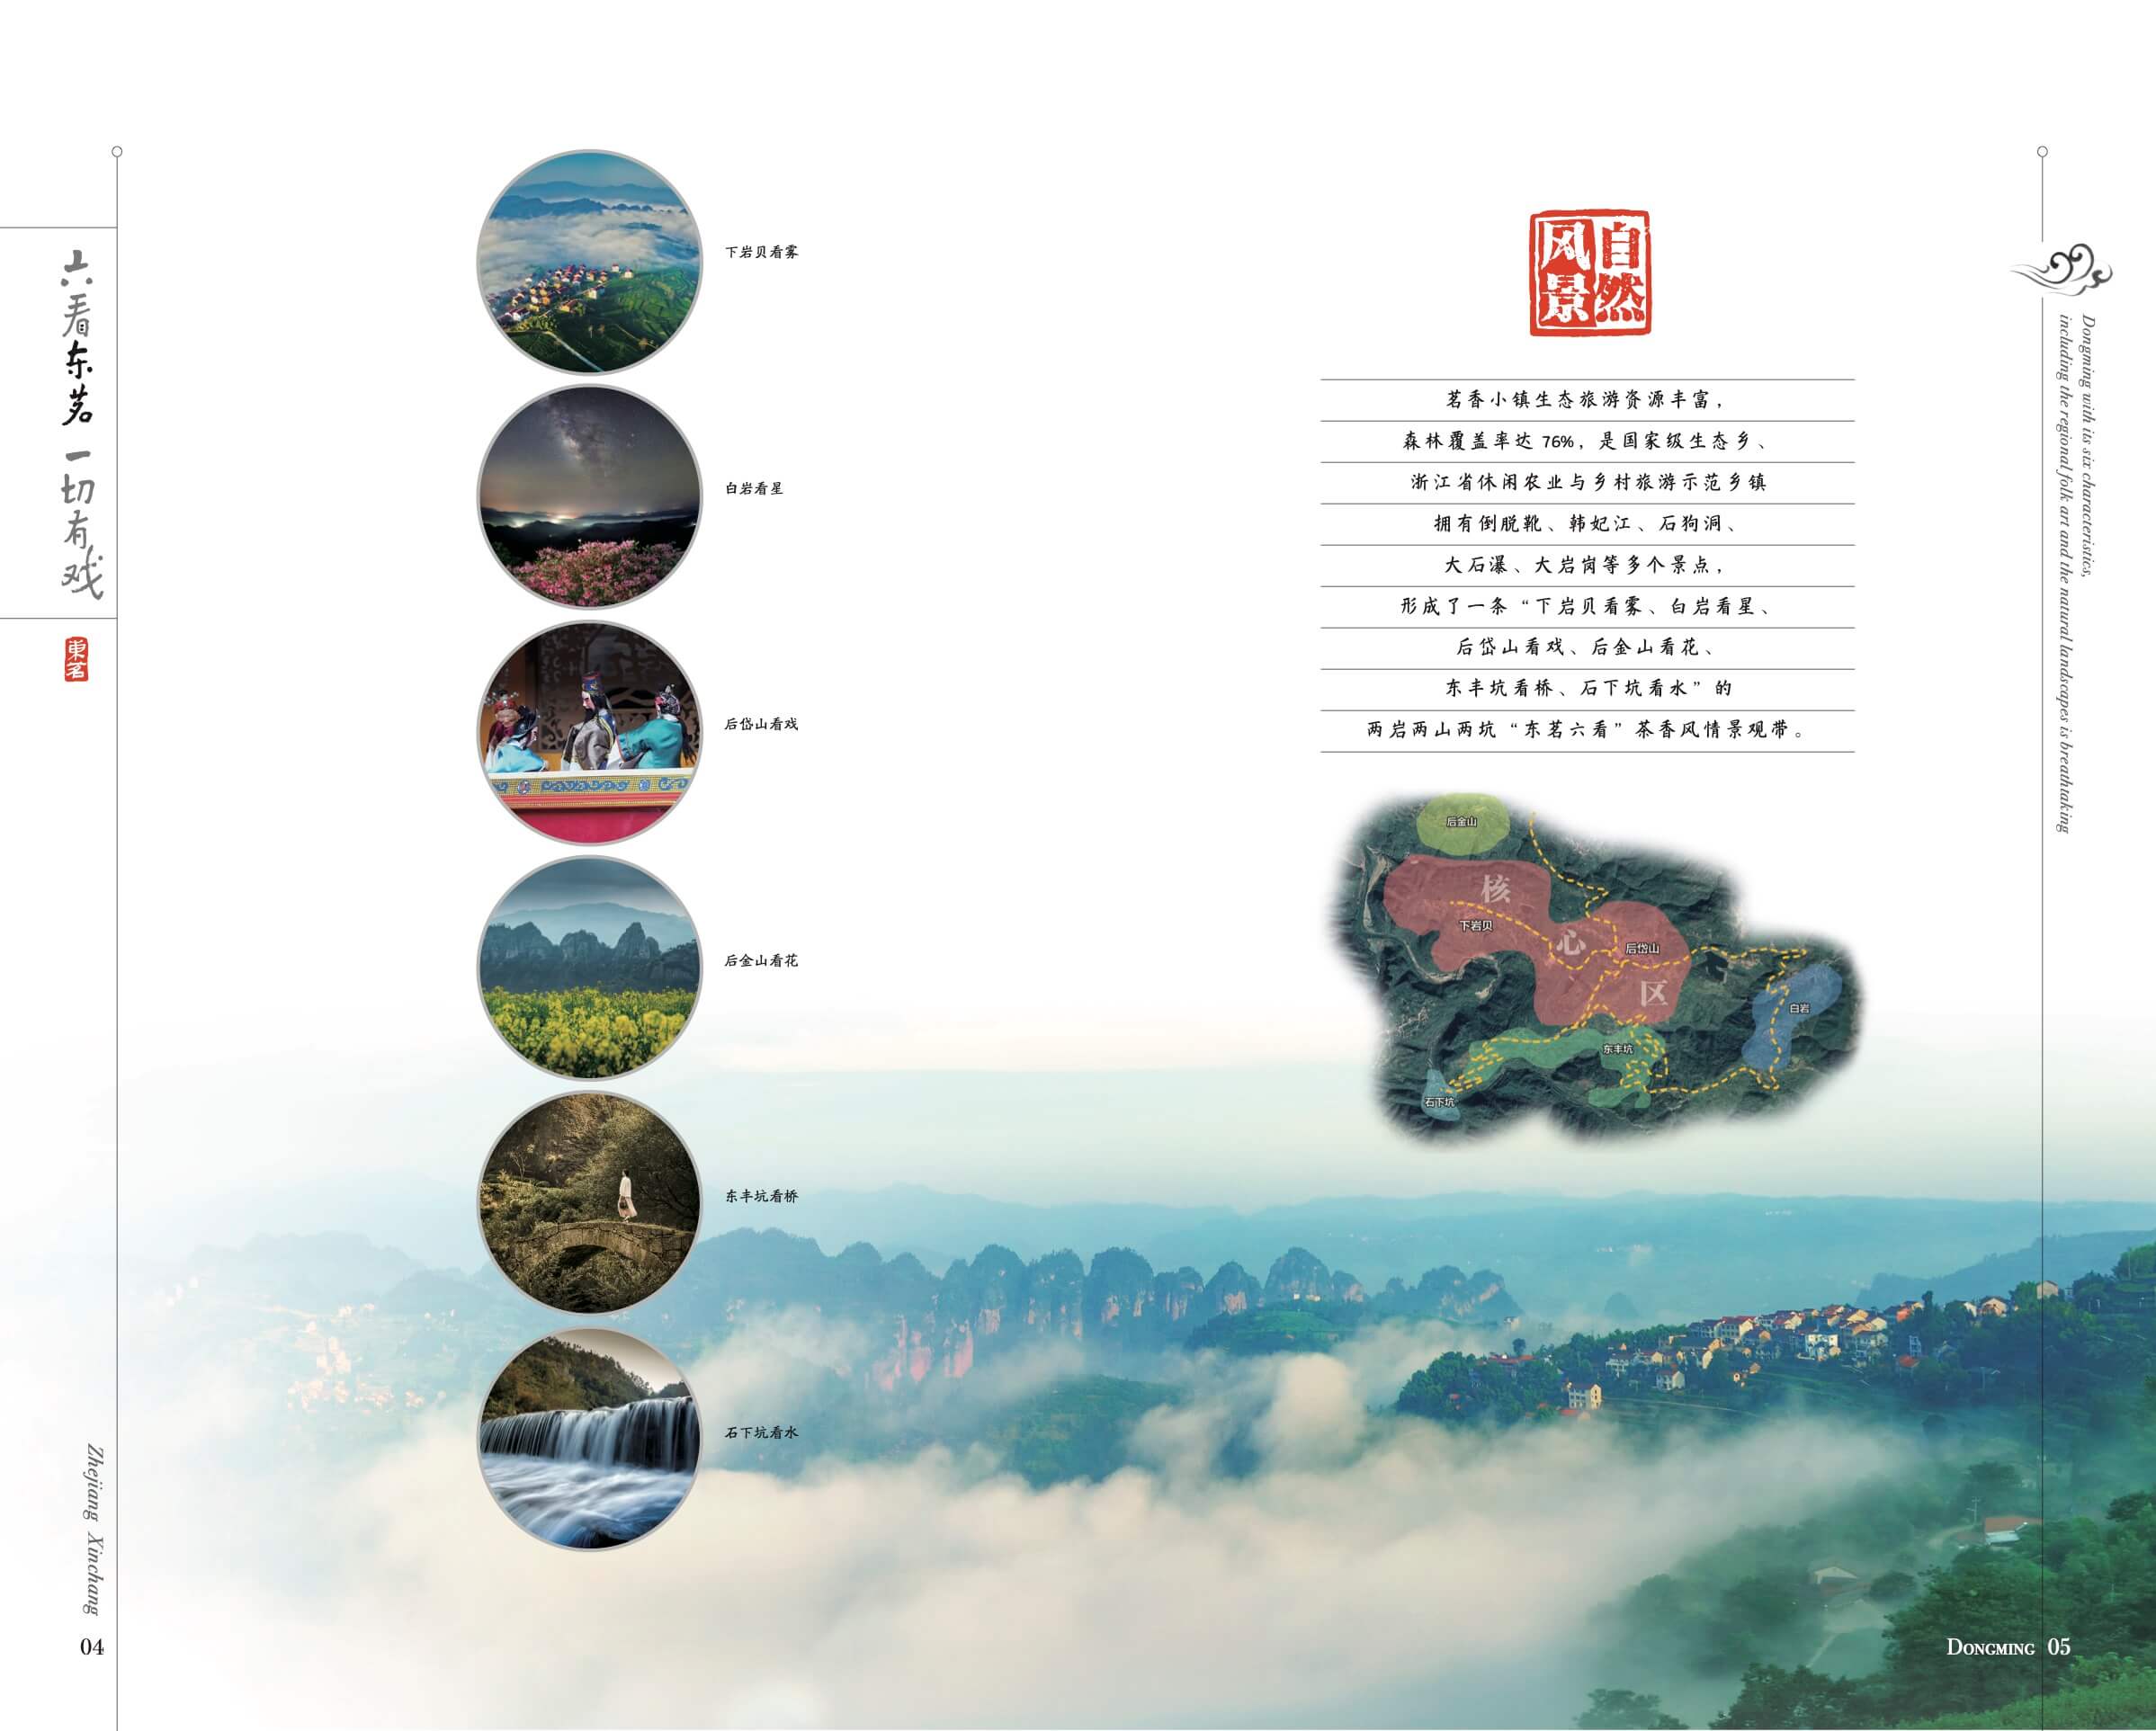 六看东茗 一切有戏
東茗
Zhejiang Xinchang
04
下岩贝看雾
白岩看星
后岱山看戏
后金山看花
东丰坑看桥
石下坑看水
自然
风景
茗香小镇生态旅游资源丰富，
森林覆盖率达 76%，是国家级生态乡、
浙江省休闲农业与乡村旅游示范乡镇
拥有倒脱靴、韩妃江、石狗洞、
大石瀑、大岩岗等多个景点，
形成了一条“下岩贝看雾、白岩看星、
后岱山看戏、后金山看花、
东丰坑看桥、石下坑看水”的
两岩两山两坑“东茗六看”茶香风情景观带。
后金山
核
下岩贝
心
后岱山
区
白岩
东丰坑
石下坑
Dongming with its six characteristics,
including the regional folk art and the natural landscapes is breathtaking
DONGMING 05